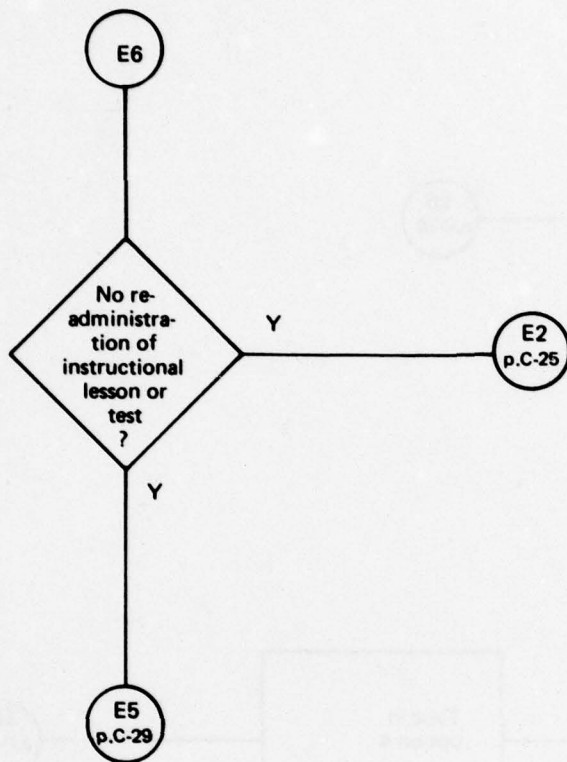 E6
No re-
administra-
tion of
instructional
lesson or
test
?
Y
E2
p.C-25
Y
E5
p.C-29